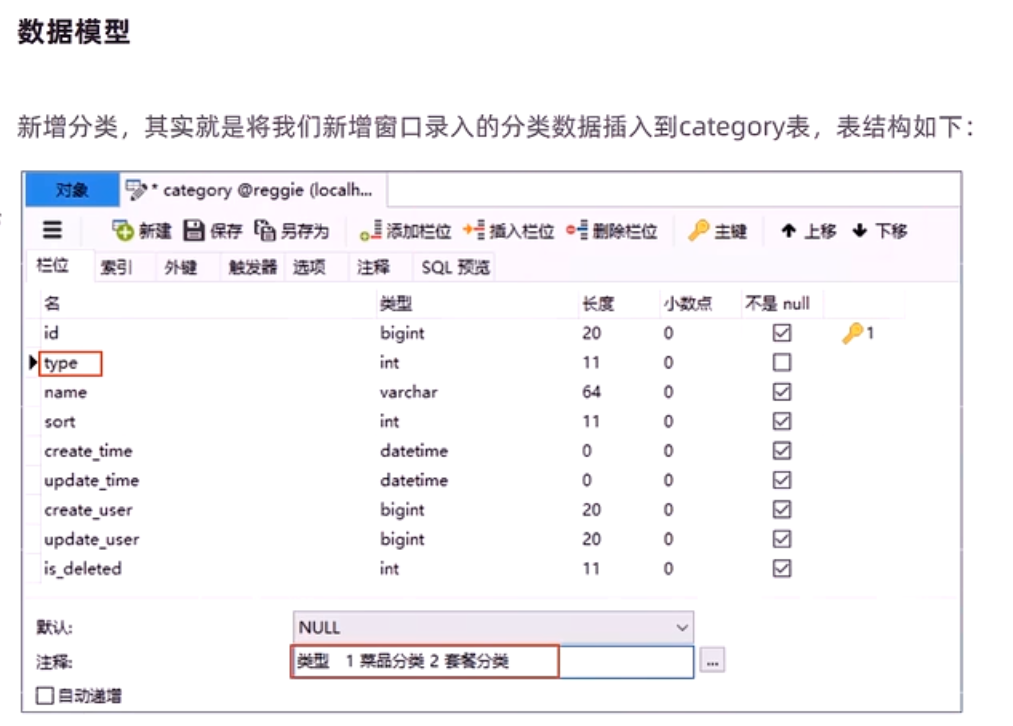 数据模型
新增分类，其实就是将我们新增窗口录入的分类数据插入到category表，表结构如下：
对象 * category @reggie (localh...
新建 保存 另存为 添加栏位 插入栏位 删除栏位 主键 上移 下移
栏位 索引 外键 触发器 选项 注释 SQL 预览
名 类型 长度 小数点 不是 null
id bigint 20 0 1
type int 11 0
name varchar 64 0
sort int 11 0
create_time datetime 0 0
update_time datetime 0 0
create_user bigint 20 0
update_user bigint 20 0
is_deleted int 11 0
默认: NULL
注释: 类型 1 菜品分类 2 套餐分类 ...
自动递增